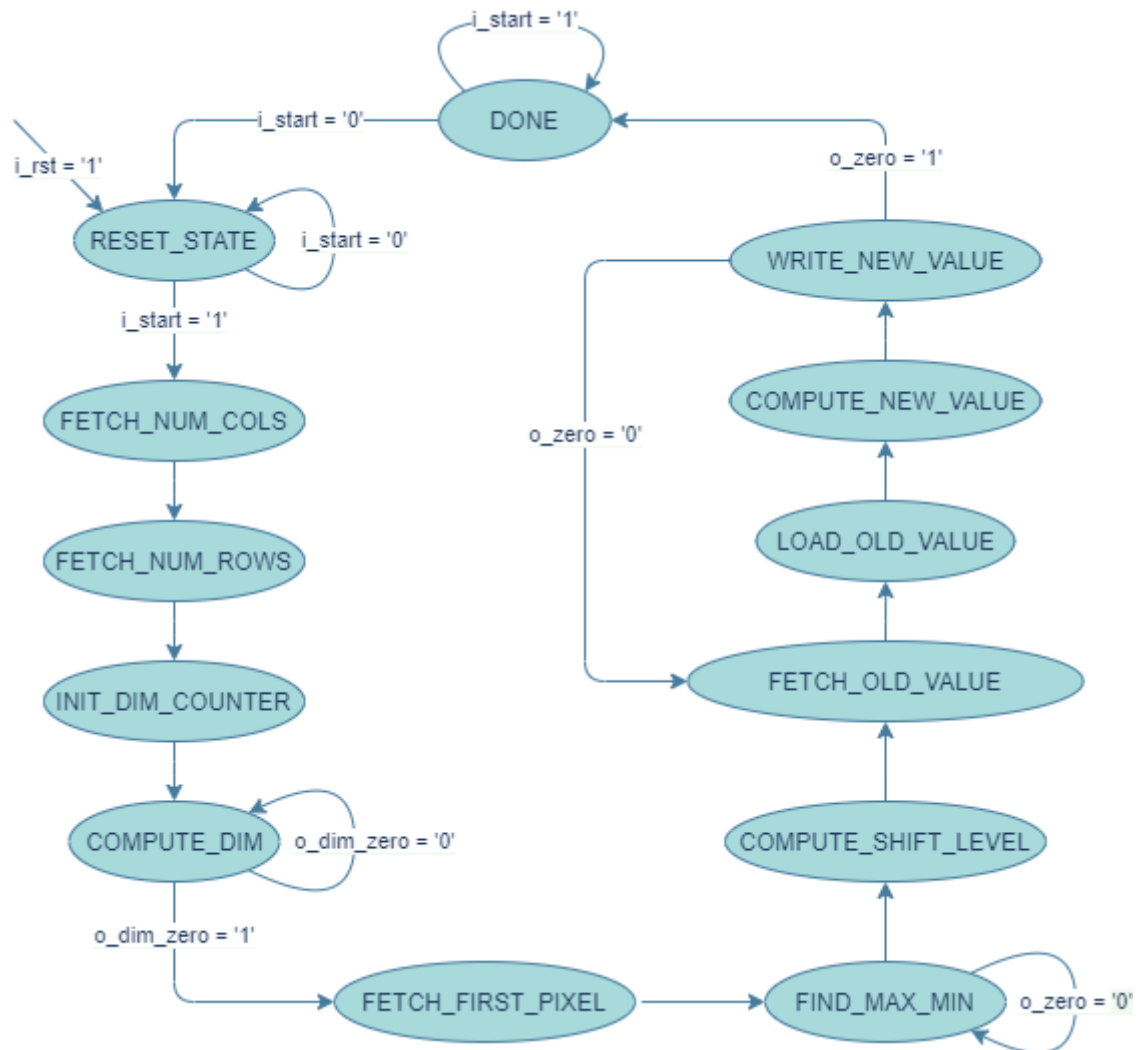 i_start = '1'
DONE
i_start = '0'
i_rst = '1'
RESET_STATE
i_start = '0'
i_start = '1'
FETCH_NUM_COLS
FETCH_NUM_ROWS
INIT_DIM_COUNTER
COMPUTE_DIM
o_dim_zero = '0'
o_dim_zero = '1'
FETCH_FIRST_PIXEL
FIND_MAX_MIN
o_zero = '0'
COMPUTE_SHIFT_LEVEL
FETCH_OLD_VALUE
LOAD_OLD_VALUE
COMPUTE_NEW_VALUE
WRITE_NEW_VALUE
o_zero = '0'
o_zero = '1'